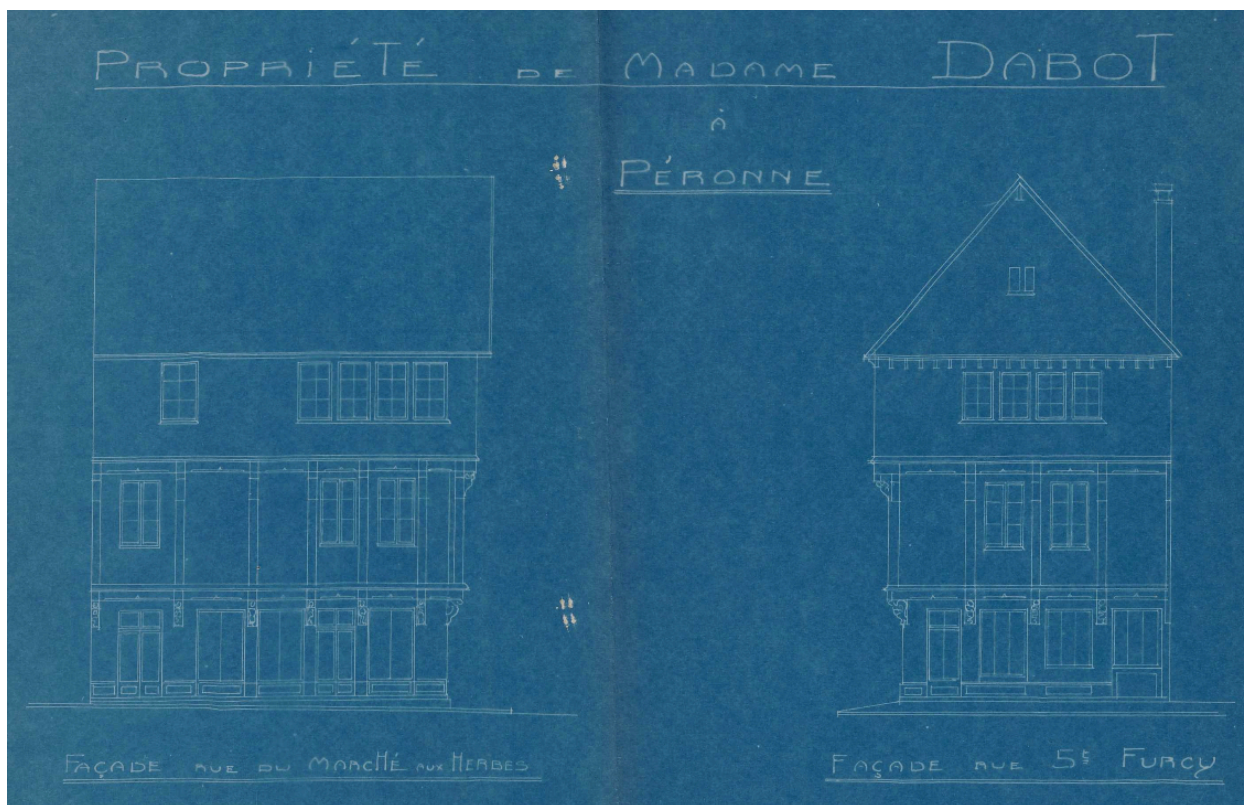 PROPRIÉTÉ DE MADAME DABOT
À
PÉRONNE
FAÇADE RUE DU MARCHÉ AUX HERBES
FAÇADE RUE St FURCY